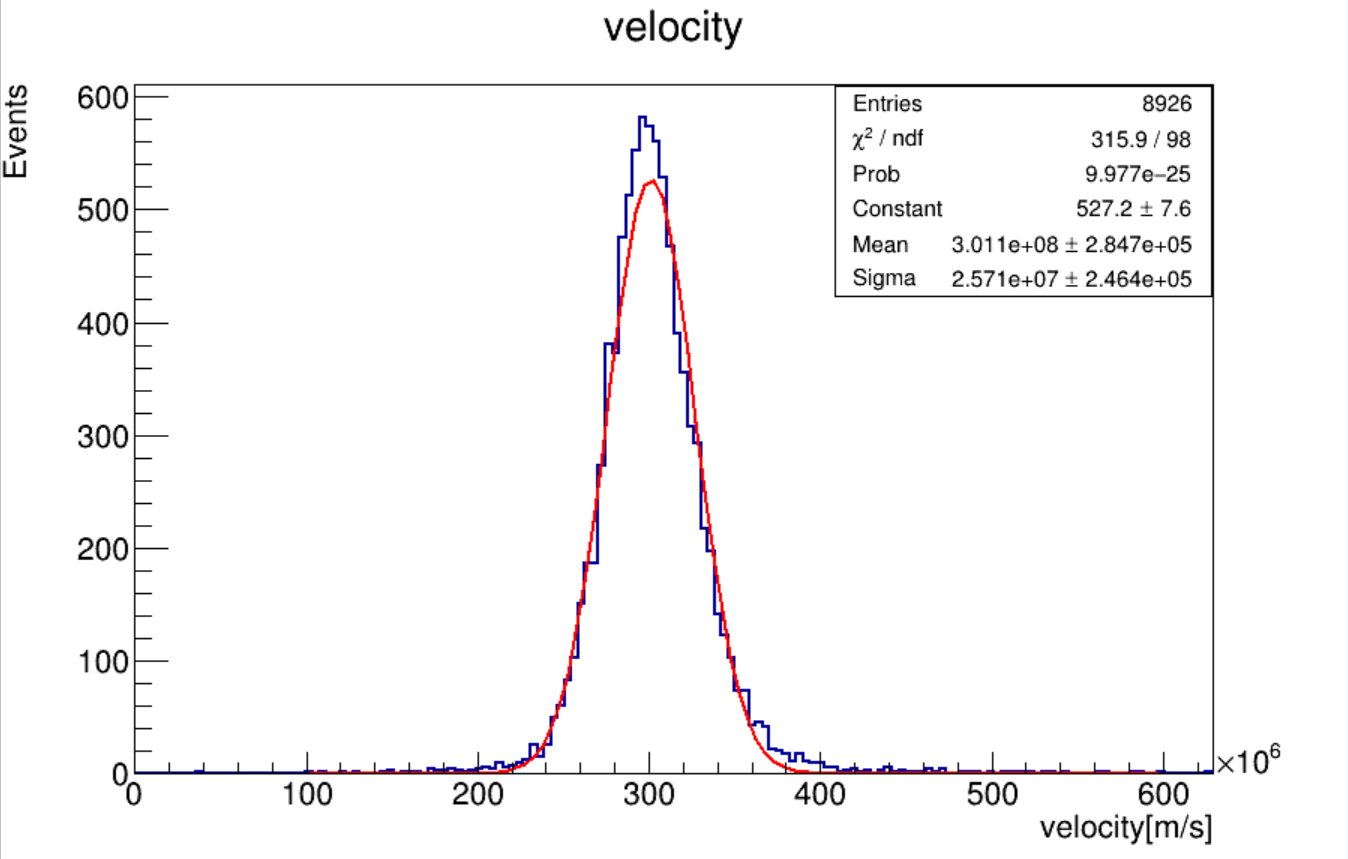 velocity
Events
600
500
400
300
200
100
0
Entries 8926
χ² / ndf 315.9 / 98
Prob 9.977e−25
Constant 527.2 ± 7.6
Mean 3.011e+08 ± 2.847e+05
Sigma 2.571e+07 ± 2.464e+05
0 100 200 300 400 500 600 ×10⁶
velocity[m/s]